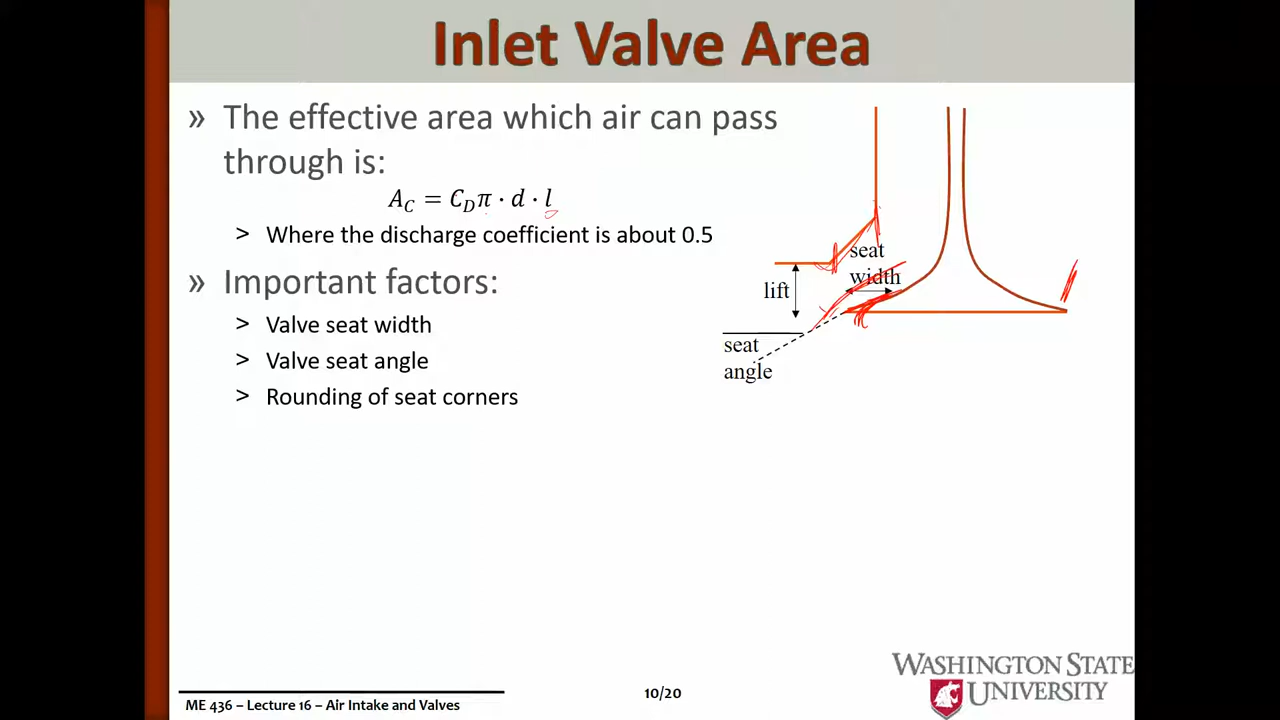 Inlet Valve Area
» The effective area which air can pass
through is:
A_C = C_D π · d · l
> Where the discharge coefficient is about 0.5
» Important factors:
> Valve seat width
> Valve seat angle
> Rounding of seat corners
seat
width
lift
seat
angle
WASHINGTON STATE
UNIVERSITY
10/20
ME 436 – Lecture 16 – Air Intake and Valves